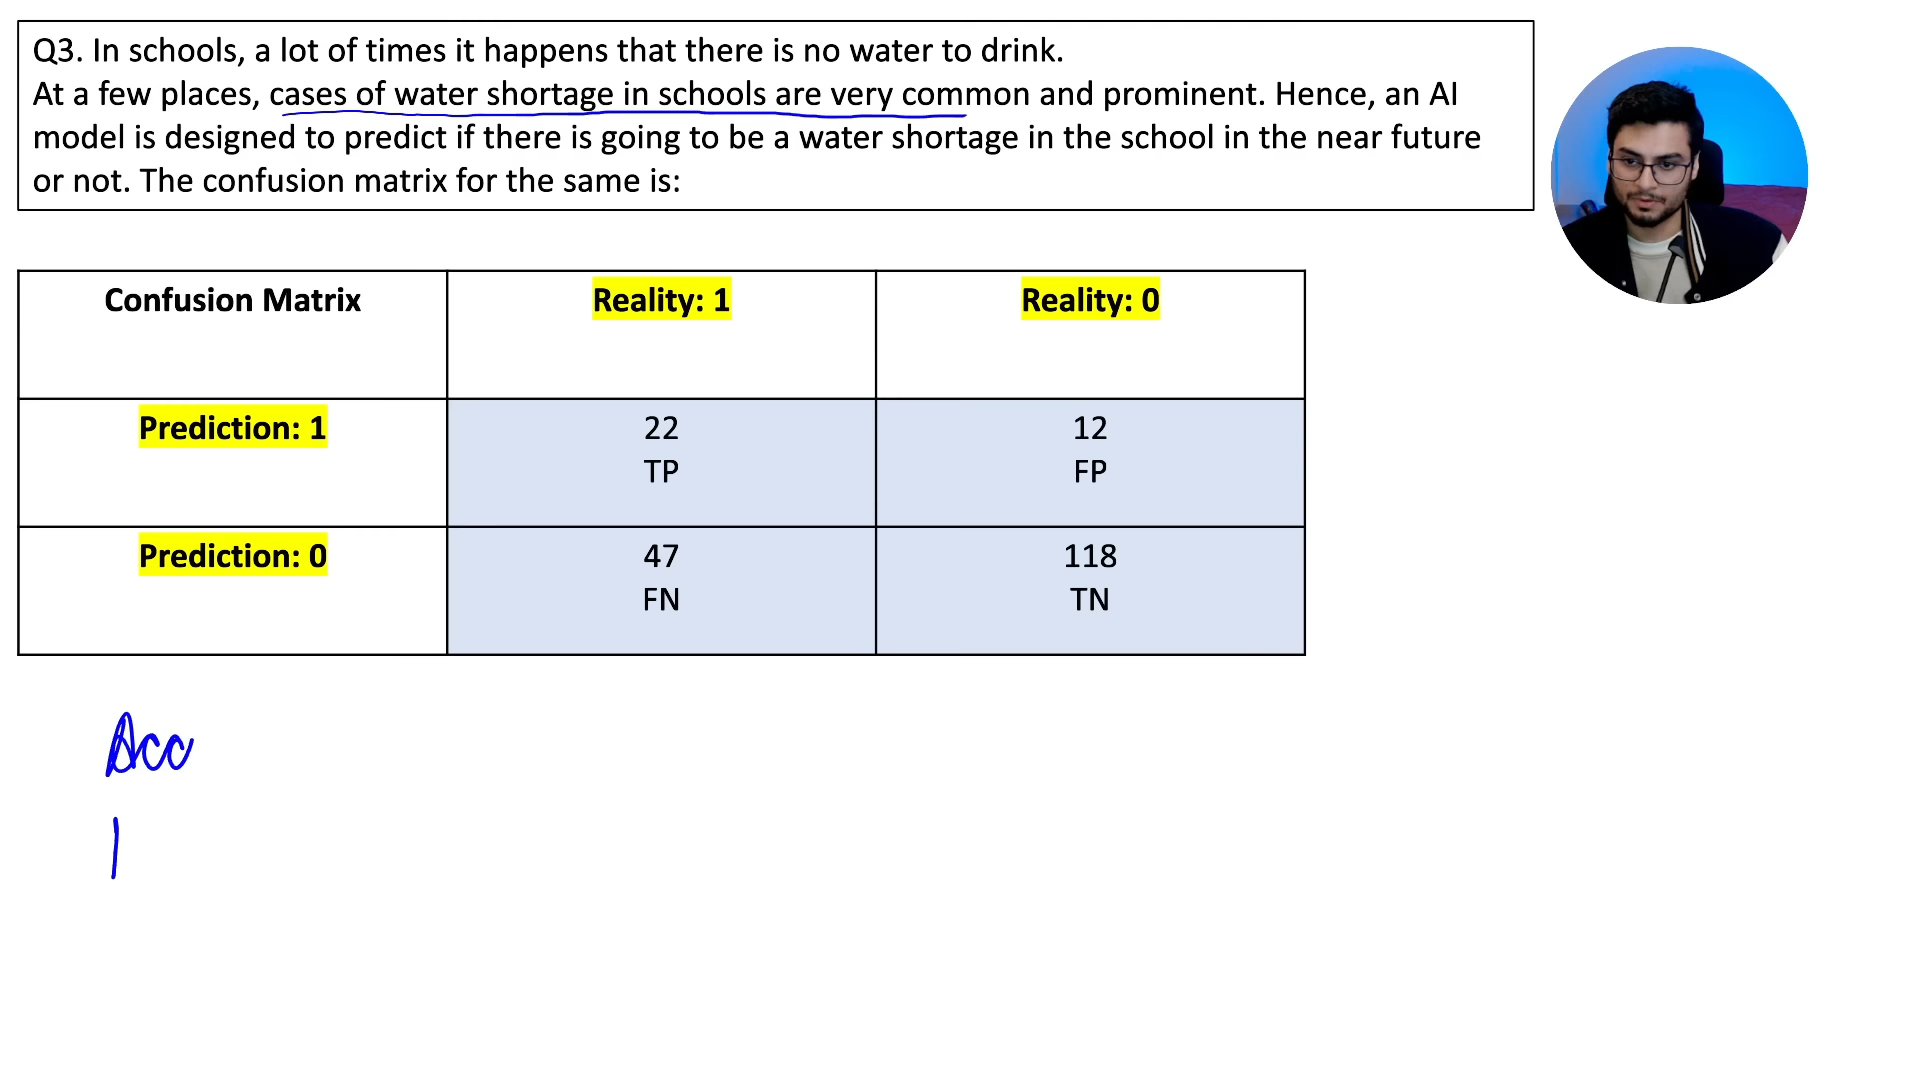 Q3. In schools, a lot of times it happens that there is no water to drink.
At a few places, cases of water shortage in schools are very common and prominent. Hence, an AI
model is designed to predict if there is going to be a water shortage in the school in the near future
or not. The confusion matrix for the same is:
Confusion Matrix Reality: 1 Reality: 0
Prediction: 1 22 12
TP FP
Prediction: 0 47 118
FN TN
Acc